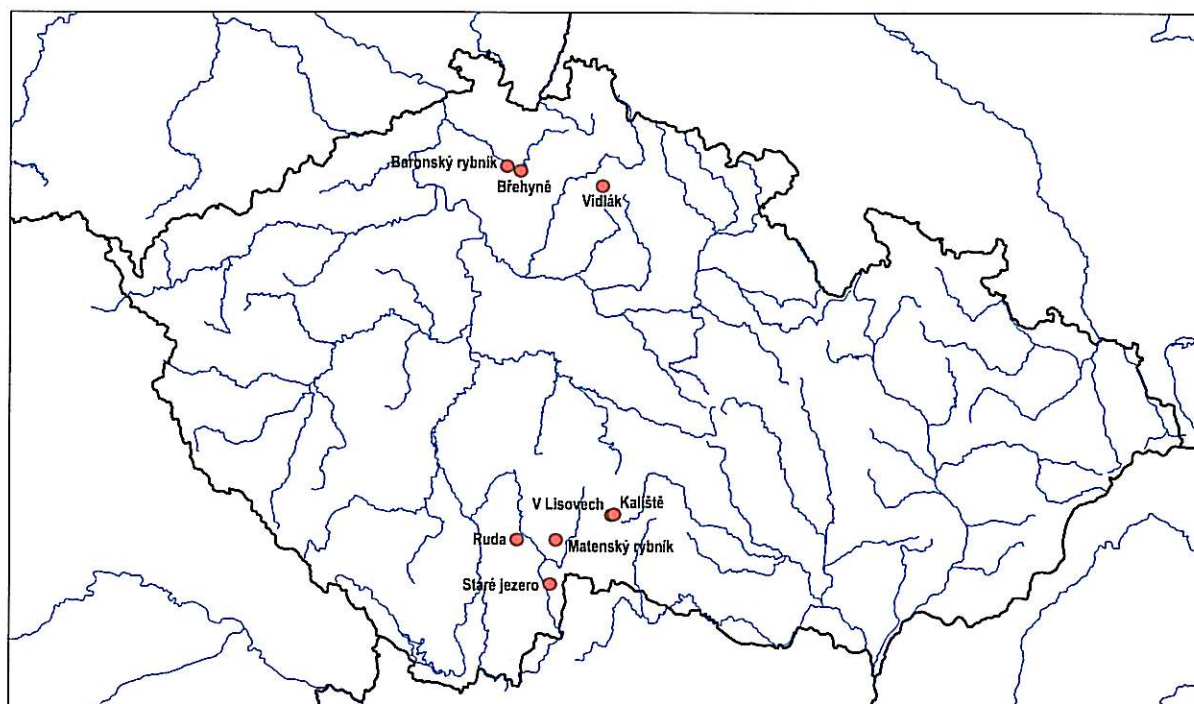 Baronský rybník
Břehyně
Vidlák
V Lisovech
Kaliště
Ruda
Matenský rybník
Staré jezero